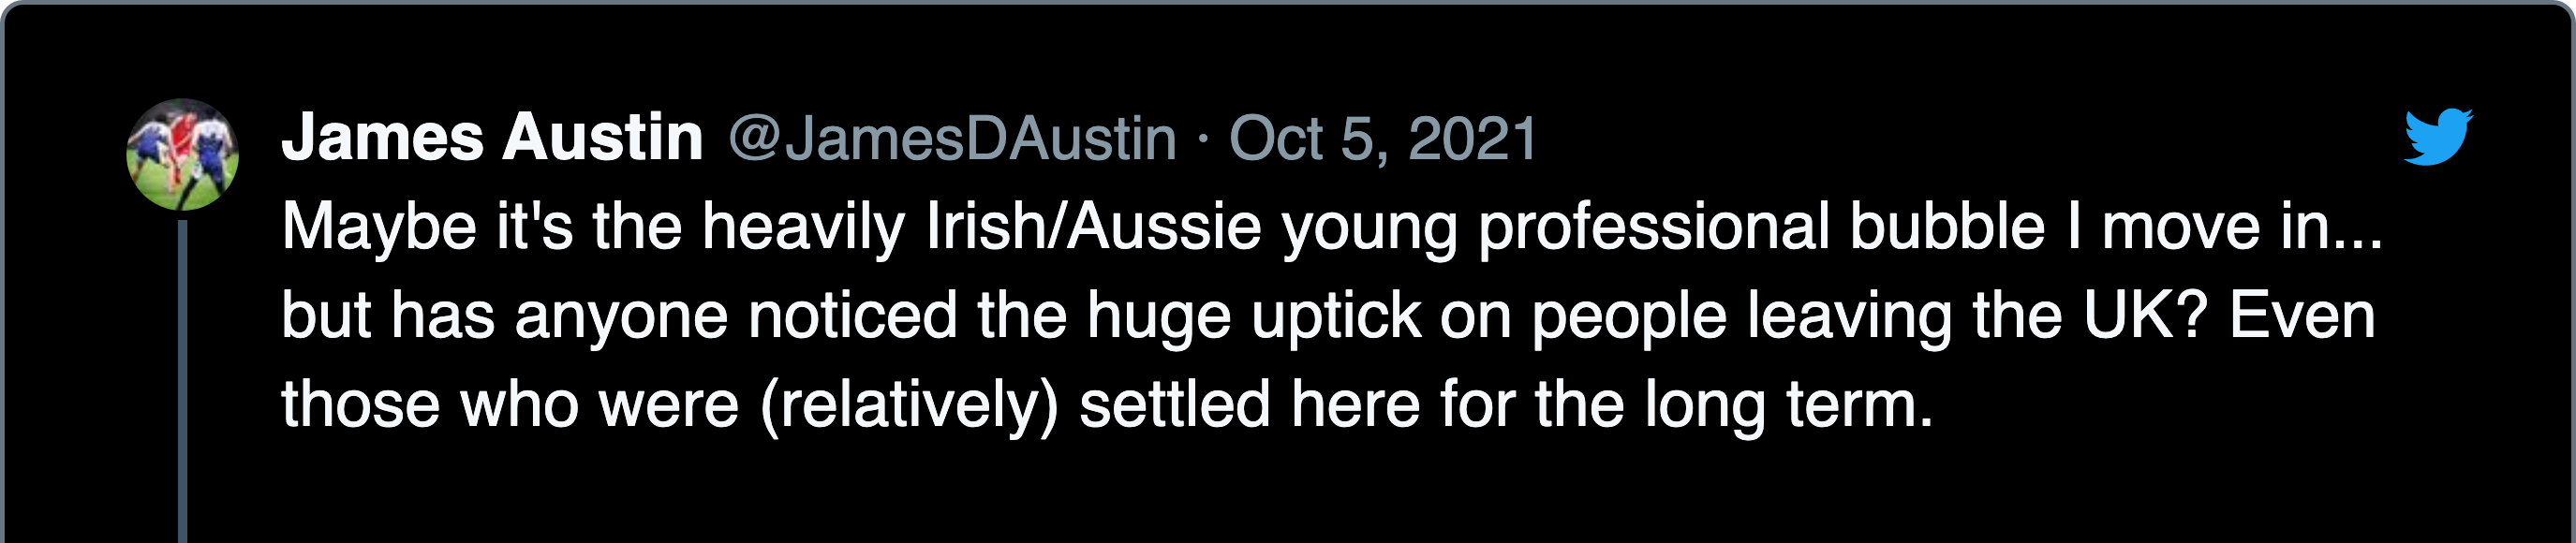 James Austin @JamesDAustin · Oct 5, 2021
Maybe it's the heavily Irish/Aussie young professional bubble I move in...
but has anyone noticed the huge uptick on people leaving the UK? Even
those who were (relatively) settled here for the long term.